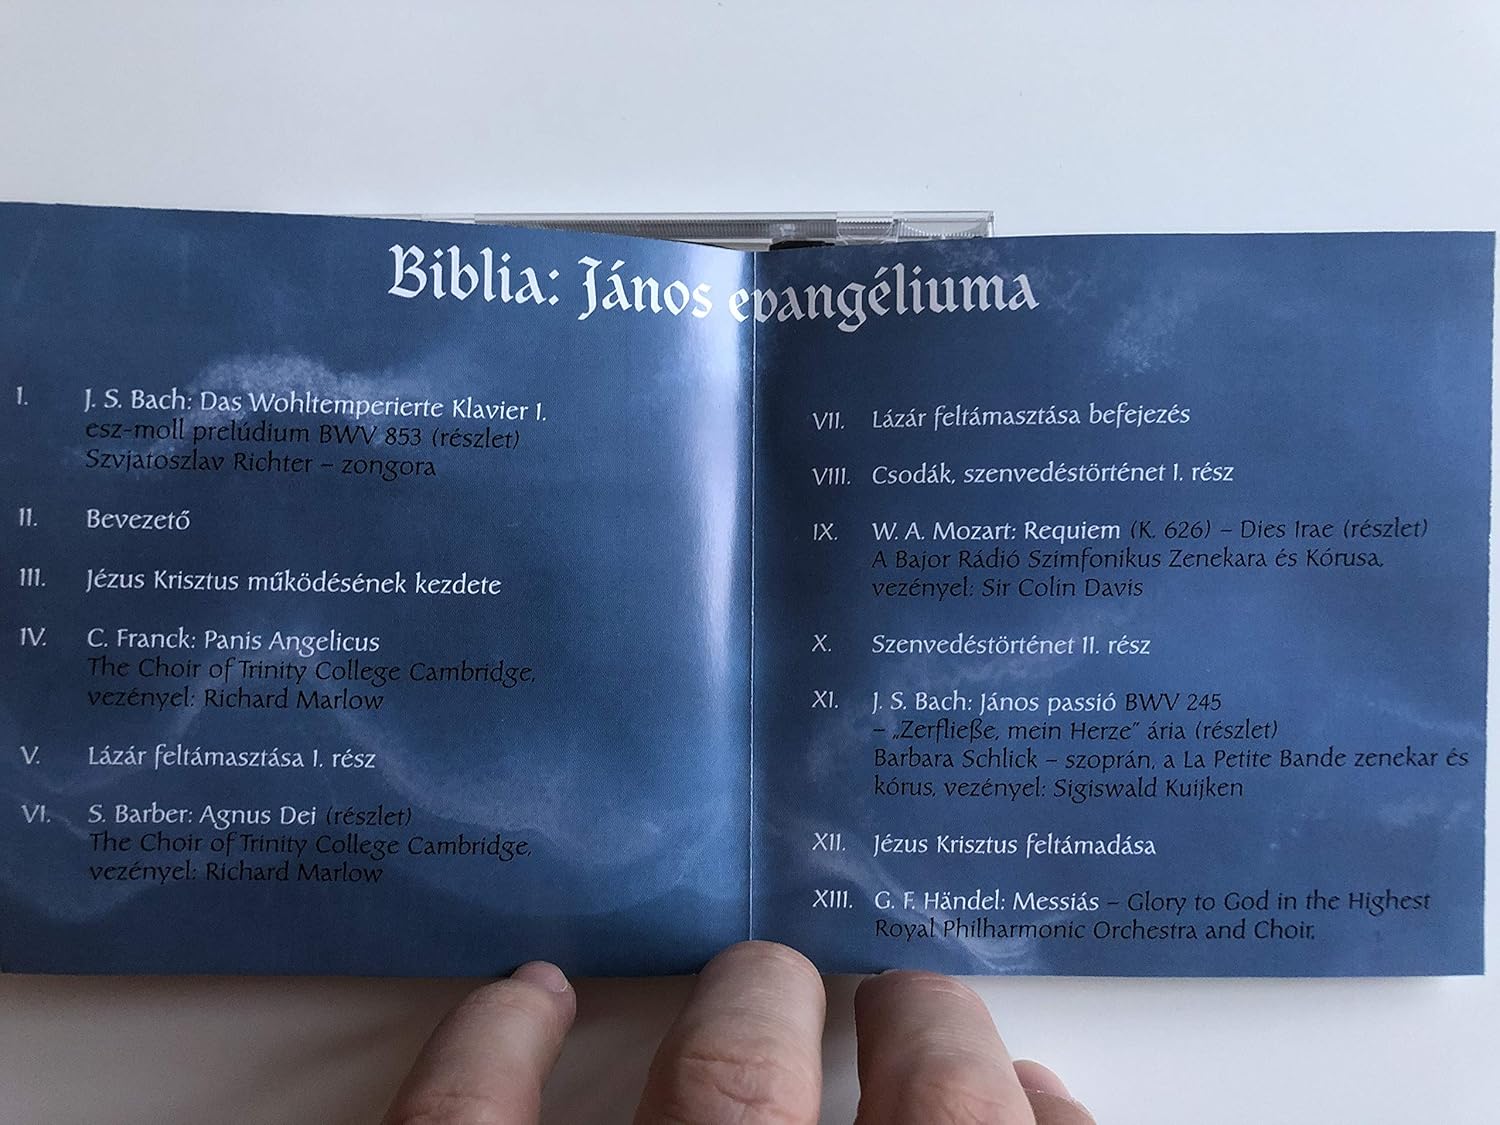 Biblia: János evangéliuma
I. J. S. Bach: Das Wohltemperierte Klavier I.
esz-moll prelúdium BWV 853 (részlet)
Szvjatoszlav Richter – zongora
II. Bevezető
III. Jézus Krisztus működésének kezdete
IV. C. Franck: Panis Angelicus
The Choir of Trinity College Cambridge,
vezényel: Richard Marlow
V. Lázár feltámasztása I. rész
VI. S. Barber: Agnus Dei (részlet)
The Choir of Trinity College Cambridge,
vezényel: Richard Marlow
VII. Lázár feltámasztása befejezés
VIII. Csodák, szenvedéstörténet I. rész
IX. W. A. Mozart: Requiem (K. 626) – Dies Irae (részlet)
A Bajor Rádió Szimfonikus Zenekara és Kórusa,
vezényel: Sir Colin Davis
X. Szenvedéstörténet II. rész
XI. J. S. Bach: János passió BWV 245
– „Zerfließe, mein Herze” ária (részlet)
Barbara Schlick – szoprán, a La Petite Bande zenekar és
kórus, vezényel: Sigiswald Kuijken
XII. Jézus Krisztus feltámadása
XIII. G. F. Händel: Messiás – Glory to God in the Highest
Royal Philharmonic Orchestra and Choir.